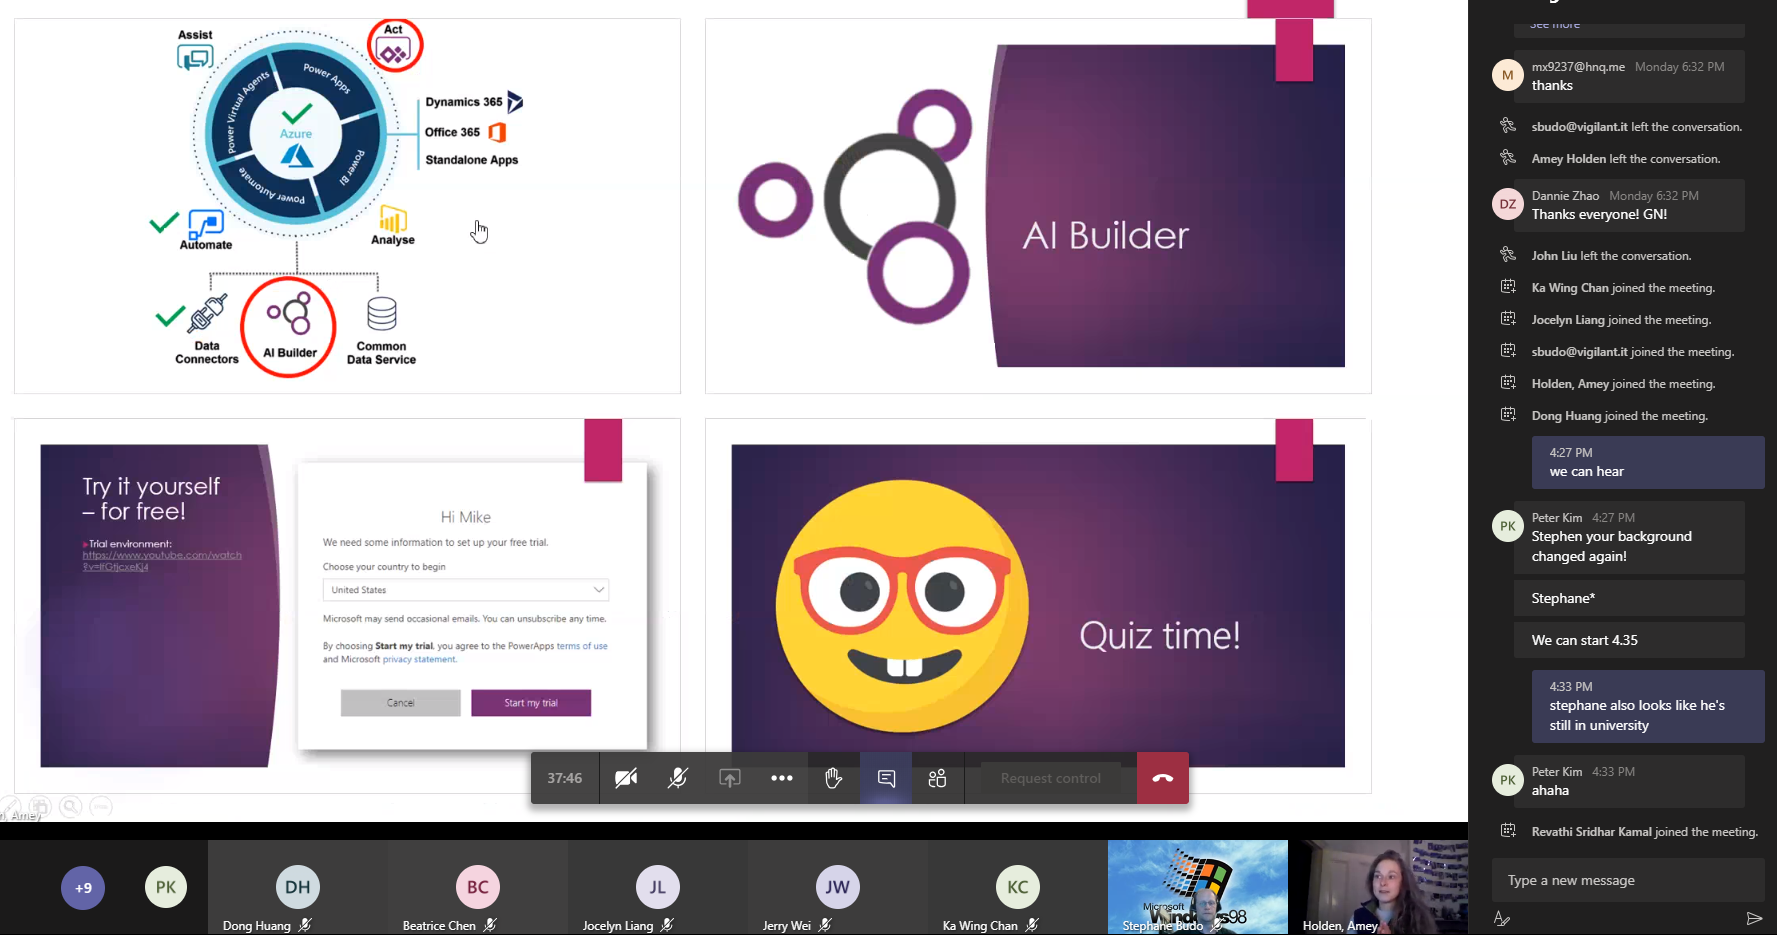 Assist
Act
Power Virtual Agents
Power Apps
Power BI
Power Automate
Azure
Dynamics 365
Office 365
Standalone Apps
Automate
Analyse
Data
Connectors
AI Builder
Common
Data Service
AI Builder
Try it yourself
– for free!
Trial environment:
https://www.youtube.com/watch
Hi Mike
We need some information to set up your free trial.
Choose your country to begin
United States
Microsoft may send occasional emails. You can unsubscribe any time.
By choosing Start my trial, you agree to the PowerApps terms of use
and Microsoft privacy statement.
Cancel
Start my trial
Quiz time!
37:46
Request control
, Amey
+9
PK
DH
Dong Huang
BC
Beatrice Chen
JL
Jocelyn Liang
JW
Jerry Wei
KC
Ka Wing Chan
Microsoft
Windows98
Stephane Budo
Holden, Amey
See more
M
mx9237@hnq.me Monday 6:32 PM
thanks
sbudo@vigilant.it left the conversation.
Amey Holden left the conversation.
DZ
Dannie Zhao Monday 6:32 PM
Thanks everyone! GN!
John Liu left the conversation.
Ka Wing Chan joined the meeting.
Jocelyn Liang joined the meeting.
sbudo@vigilant.it joined the meeting.
Holden, Amey joined the meeting.
Dong Huang joined the meeting.
4:27 PM
we can hear
PK
Peter Kim 4:27 PM
Stephen your background
changed again!
Stephane*
We can start 4.35
4:33 PM
stephane also looks like he's
still in university
PK
Peter Kim 4:33 PM
ahaha
Revathi Sridhar Kamal joined the meeting.
Type a new message